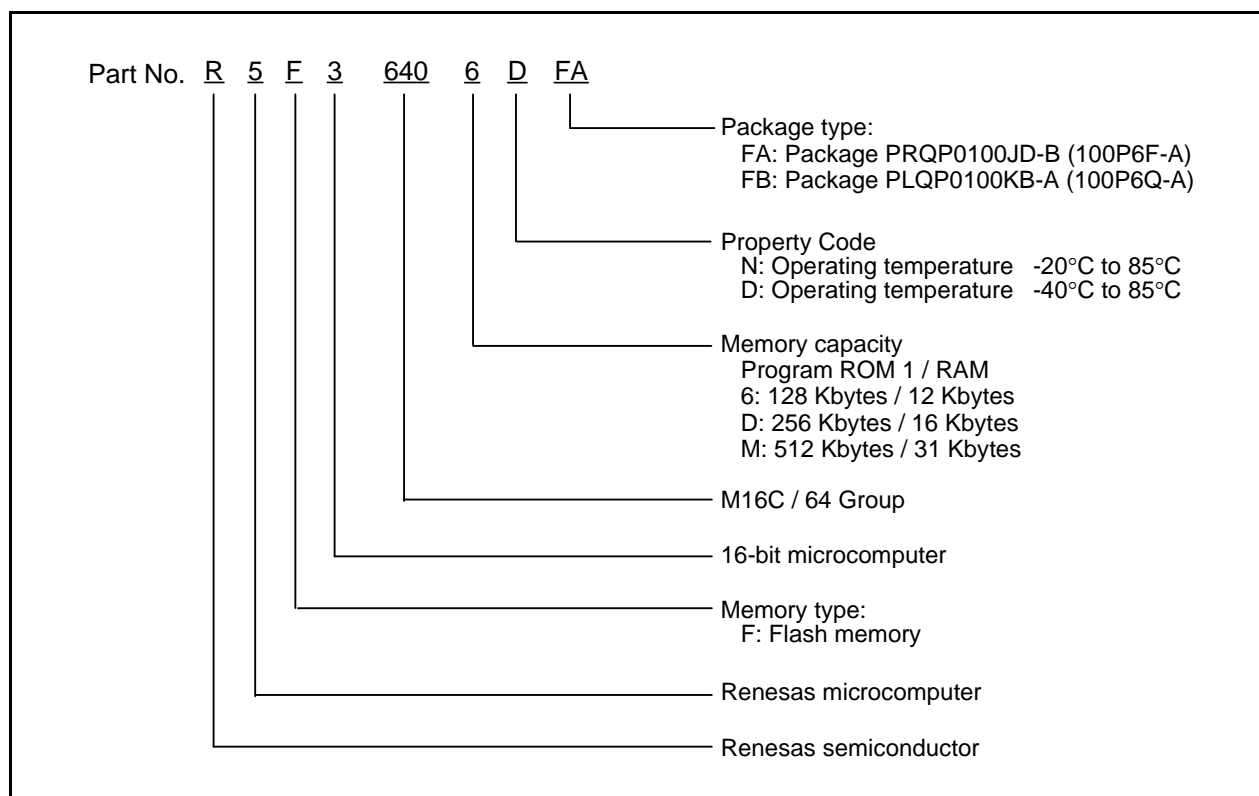 Part No. R 5 F 3 640 6 D FA
Package type:
FA: Package PRQP0100JD-B (100P6F-A)
FB: Package PLQP0100KB-A (100P6Q-A)
Property Code
N: Operating temperature -20°C to 85°C
D: Operating temperature -40°C to 85°C
Memory capacity
Program ROM 1 / RAM
6: 128 Kbytes / 12 Kbytes
D: 256 Kbytes / 16 Kbytes
M: 512 Kbytes / 31 Kbytes
M16C / 64 Group
16-bit microcomputer
Memory type:
F: Flash memory
Renesas microcomputer
Renesas semiconductor